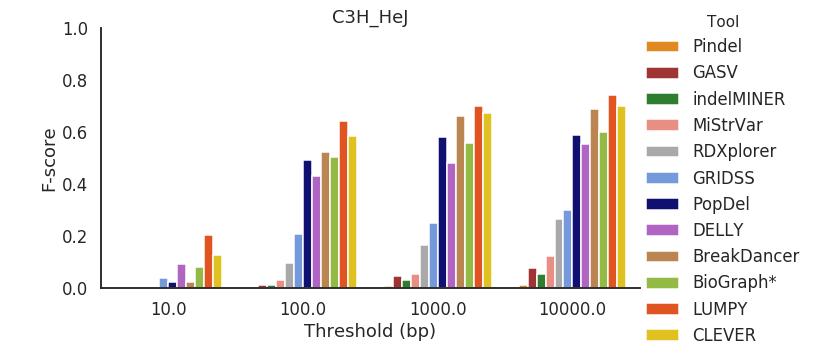 C3H_HeJ
F-score
1.0
0.8
0.6
0.4
0.2
0.0
10.0 100.0 1000.0 10000.0
Threshold (bp)
Tool
Pindel
GASV
indelMINER
MiStrVar
RDXplorer
GRIDSS
PopDel
DELLY
BreakDancer
BioGraph*
LUMPY
CLEVER